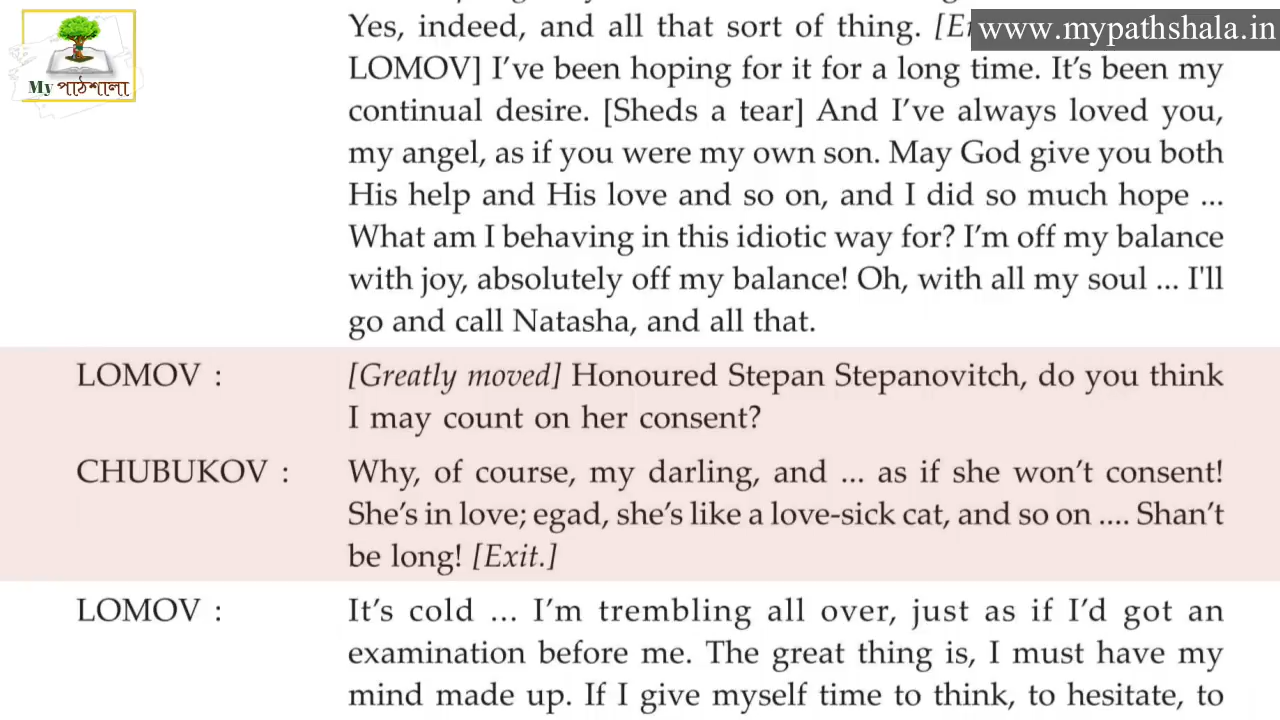 Yes, indeed, and all that sort of thing.
www.mypathshala.in
My পাঠশালা
LOMOV] I've been hoping for it for a long time. It's been my
continual desire. [Sheds a tear] And I've always loved you,
my angel, as if you were my own son. May God give you both
His help and His love and so on, and I did so much hope ...
What am I behaving in this idiotic way for? I'm off my balance
with joy, absolutely off my balance! Oh, with all my soul ... I'll
go and call Natasha, and all that.
LOMOV : [Greatly moved] Honoured Stepan Stepanovitch, do you think
I may count on her consent?
CHUBUKOV : Why, of course, my darling, and ... as if she won't consent!
She's in love; egad, she's like a love-sick cat, and so on .... Shan't
be long! [Exit.]
LOMOV : It's cold ... I'm trembling all over, just as if I'd got an
examination before me. The great thing is, I must have my
mind made up. If I give myself time to think, to hesitate, to